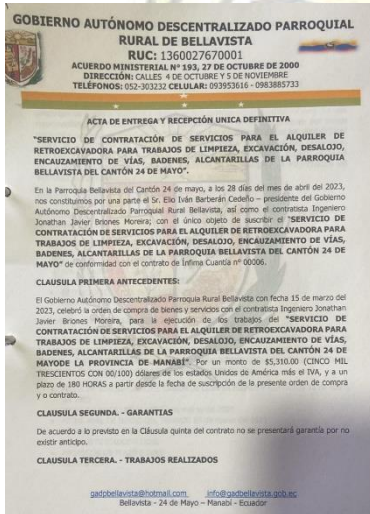 GOBIERNO AUTÓNOMO DESCENTRALIZADO PARROQUIAL
RURAL DE BELLAVISTA
RUC: 1360027670001
ACUERDO MINISTERIAL Nº 193, 27 DE OCTUBRE DE 2000
DIRECCIÓN: CALLES 4 DE OCTUBRE Y 5 DE NOVIEMBRE
TELÉFONOS: 052-303232 CELULAR: 093953616 - 0983885733
ACTA DE ENTREGA Y RECEPCIÓN UNICA DEFINITIVA
"SERVICIO DE CONTRATACIÓN DE SERVICIOS PARA EL ALQUILER DE
RETROEXCAVADORA PARA TRABAJOS DE LIMPIEZA, EXCAVACIÓN, DESALOJO,
ENCAUZAMIENTO DE VÍAS, BADENES, ALCANTARILLAS DE LA PARROQUIA
BELLAVISTA DEL CANTÓN 24 DE MAYO".
En la Parroquia Bellavista del Cantón 24 de mayo, a los 28 días del mes de abril del 2023,
nos constituimos por una parte el Sr. Elio Iván Barberán Cedeño – presidente del Gobierno
Autónomo Descentralizado Parroquial Rural Bellavista, así como el contratista Ingeniero
Jonathan Javier Briones Moreira; con el único objeto de suscribir el "SERVICIO DE
CONTRATACIÓN DE SERVICIOS PARA EL ALQUILER DE RETROEXCAVADORA PARA
TRABAJOS DE LIMPIEZA, EXCAVACIÓN, DESALOJO, ENCAUZAMIENTO DE VÍAS,
BADENES, ALCANTARILLAS DE LA PARROQUIA BELLAVISTA DEL CANTÓN 24 DE
MAYO" de conformidad con el contrato de Ínfima Cuantía nº 00006.
CLAUSULA PRIMERA ANTECEDENTES:
El Gobierno Autónomo Descentralizado Parroquia Rural Bellavista con fecha 15 de marzo del
2023, celebró la orden de compra de bienes y servicios con el contratista Ingeniero Jonathan
Javier Briones Moreira, para la ejecución de los trabajos del "SERVICIO DE
CONTRATACIÓN DE SERVICIOS PARA EL ALQUILER DE RETROEXCAVADORA PARA
TRABAJOS DE LIMPIEZA, EXCAVACIÓN, DESALOJO, ENCAUZAMIENTO DE VÍAS,
BADENES, ALCANTARILLAS DE LA PARROQUIA BELLAVISTA DEL CANTÓN 24 DE
MAYODE LA PROVINCIA DE MANABÍ". Por un monto de $5,310.00 (CINCO MIL
TRESCIENTOS CON 00/100) dólares de los estados Unidos de América más el IVA, y a un
plazo de 180 HORAS a partir desde la fecha de suscripción de la presente orden de compra
y o contrato.
CLAUSULA SEGUNDA. - GARANTIAS
De acuerdo a lo previsto en la Cláusula quinta del contrato no se presentará garantía por no
existir anticipo.
CLAUSULA TERCERA. - TRABAJOS REALIZADOS
gadpbellavista@hotmail.com info@gadbellavista.gob.ec
Bellavista - 24 de Mayo – Manabí - Ecuador